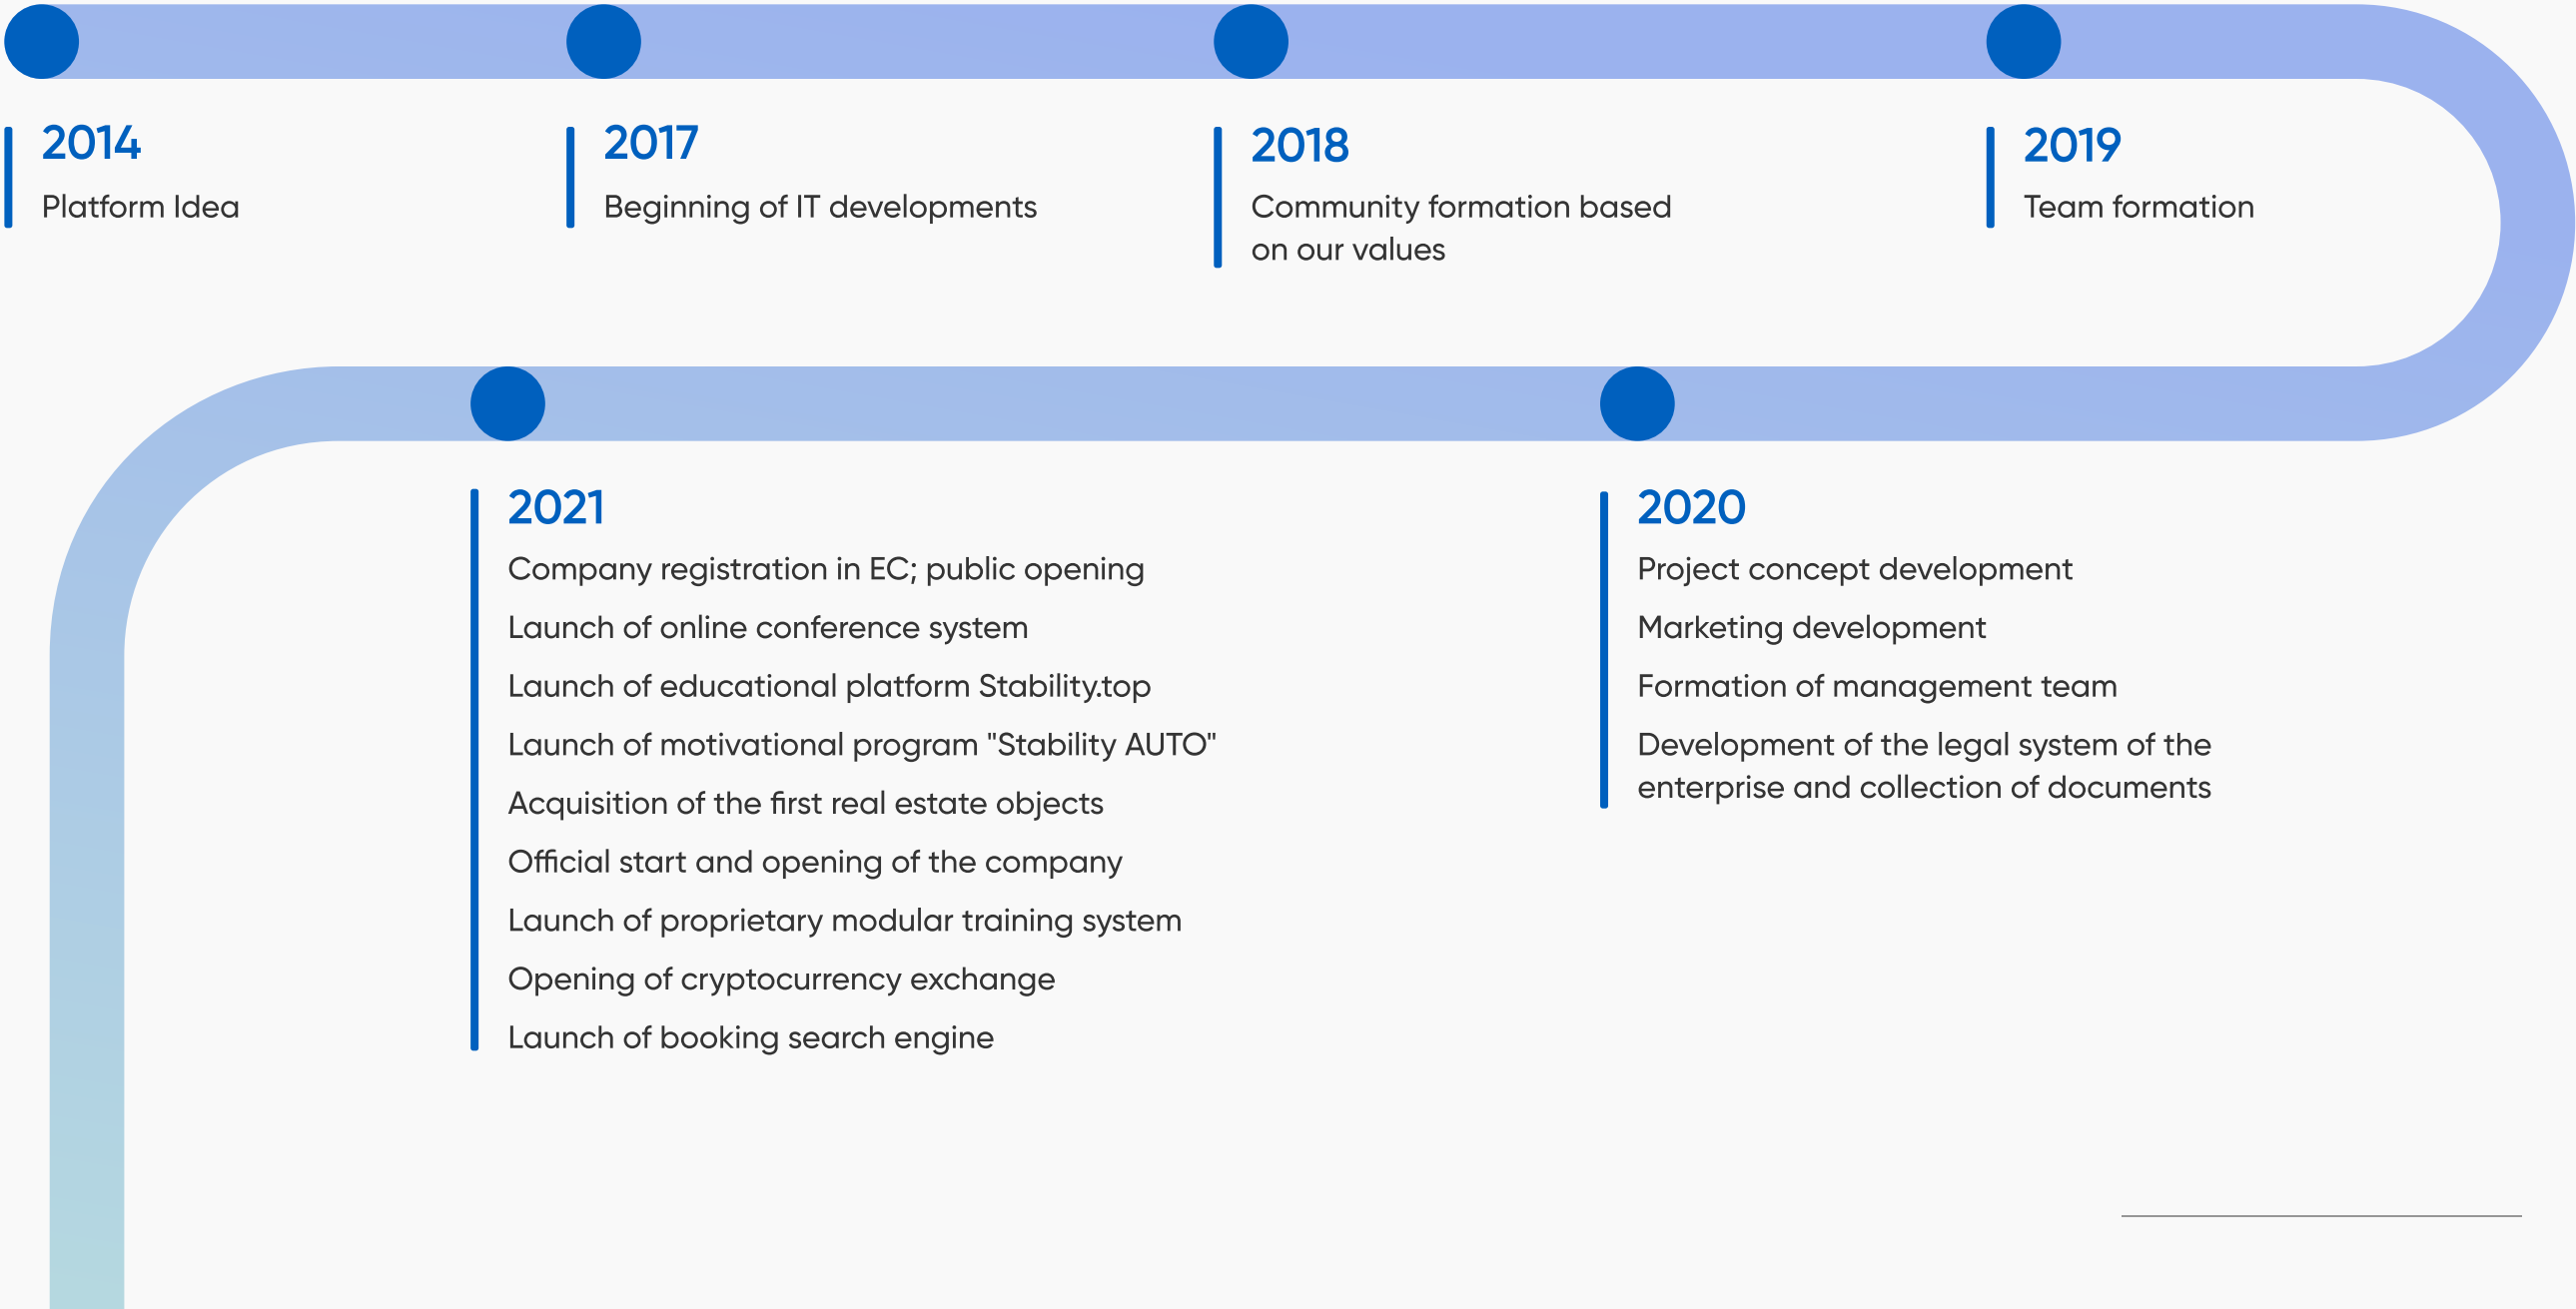 2014
Platform Idea
2017
Beginning of IT developments
2018
Community formation based
on our values
2019
Team formation
2020
Project concept development
Marketing development
Formation of management team
Development of the legal system of the
enterprise and collection of documents
2021
Company registration in EC; public opening
Launch of online conference system
Launch of educational platform Stability.top
Launch of motivational program "Stability AUTO"
Acquisition of the first real estate objects
Official start and opening of the company
Launch of proprietary modular training system
Opening of cryptocurrency exchange
Launch of booking search engine